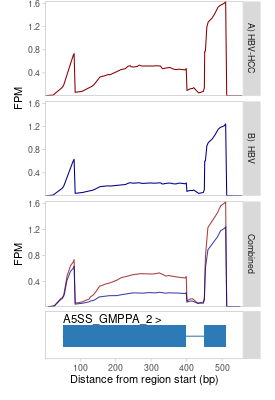 1.6
1.2
0.8
0.4
FPM
A) HBV-HCC
1.6
1.2
0.8
0.4
B) HBV
1.6
1.2
0.8
0.4
FPM
Combined
A5SS_GMPPA_2 >
100 200 300 400 500
Distance from region start (bp)